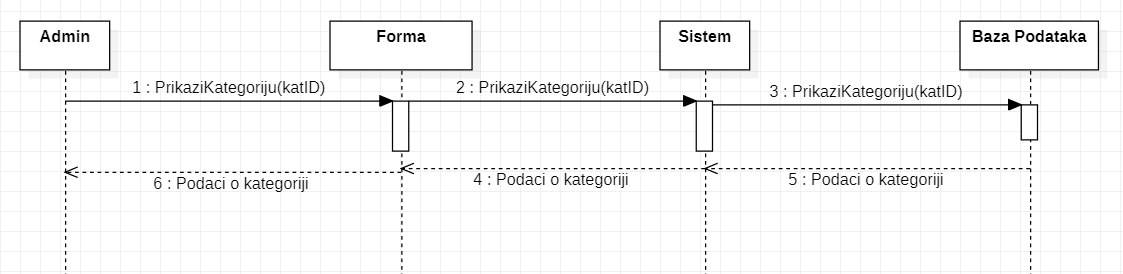 Admin
Forma
Sistem
Baza Podataka
1 : PrikaziKategoriju(katID)
2 : PrikaziKategoriju(katID)
3 : PrikaziKategoriju(katID)
6 : Podaci o kategoriji
4 : Podaci o kategoriji
5 : Podaci o kategoriji